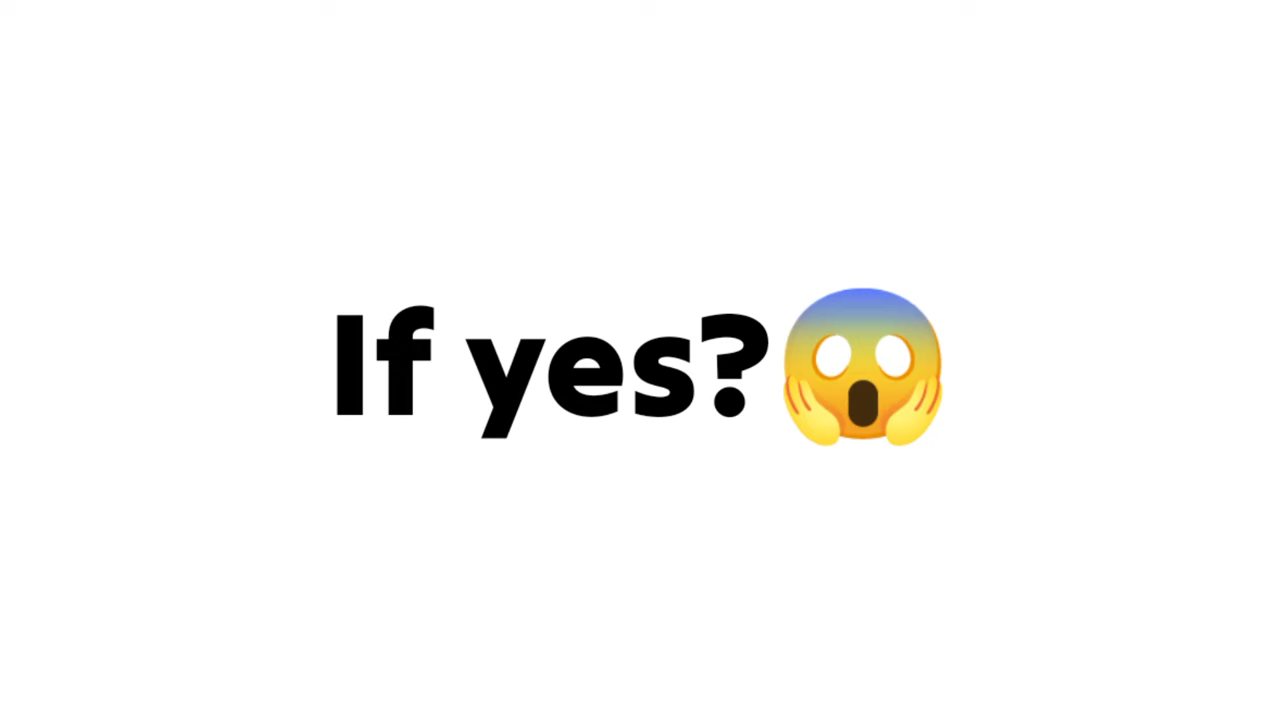 If yes?😱